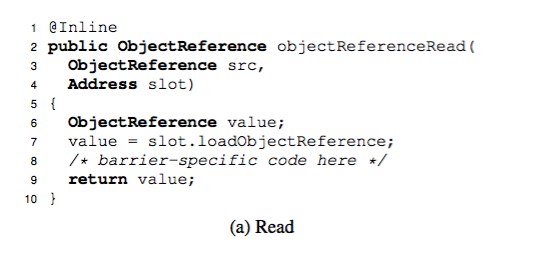 1 @Inline
2 public ObjectReference objectReferenceRead(
3 ObjectReference src,
4 Address slot)
5 {
6 ObjectReference value;
7 value = slot.loadObjectReference;
8 /* barrier-specific code here */
9 return value;
10 }
(a) Read